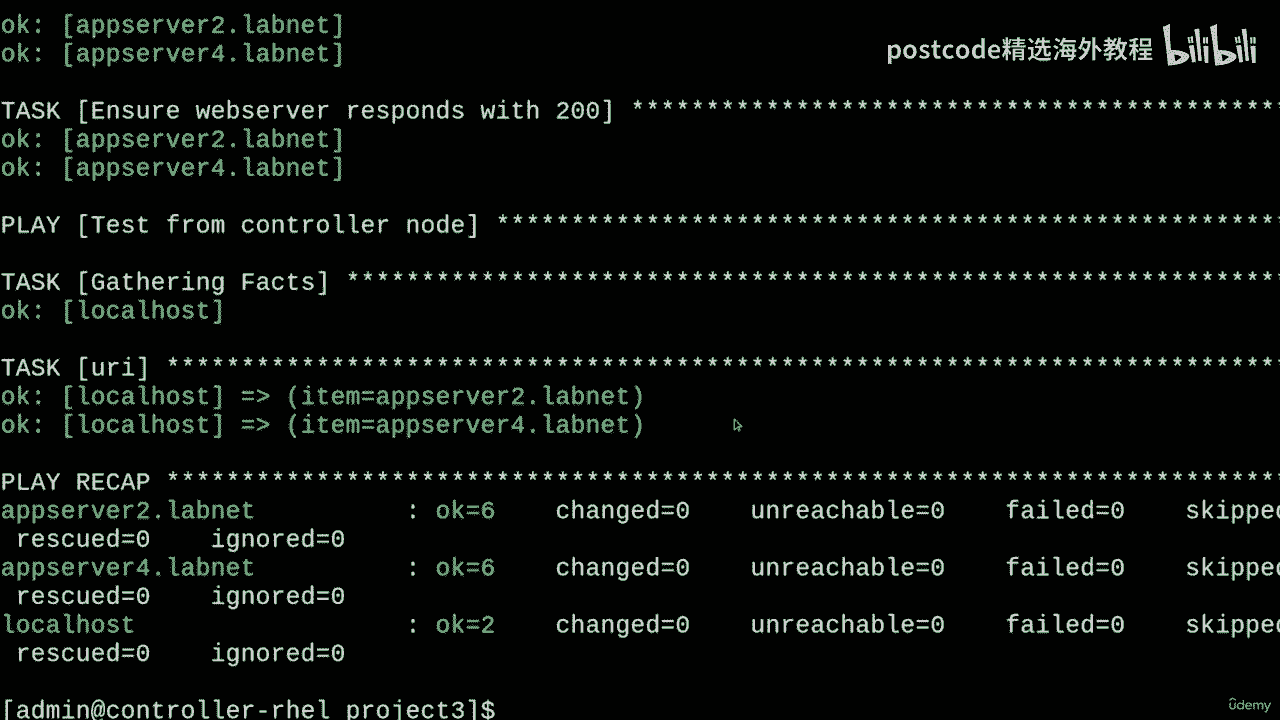 ok: [appserver2.labnet]
ok: [appserver4.labnet]
postcode精选海外教程 bilibili
TASK [Ensure webserver responds with 200] *******************************************
ok: [appserver2.labnet]
ok: [appserver4.labnet]
PLAY [Test from controller node] ****************************************************
TASK [Gathering Facts] **************************************************************
ok: [localhost]
TASK [uri] **************************************************************************
ok: [localhost] => (item=appserver2.labnet)
ok: [localhost] => (item=appserver4.labnet)
PLAY RECAP **************************************************************************
appserver2.labnet          : ok=6    changed=0    unreachable=0    failed=0    skipped
 rescued=0    ignored=0
appserver4.labnet          : ok=6    changed=0    unreachable=0    failed=0    skipped
 rescued=0    ignored=0
localhost                  : ok=2    changed=0    unreachable=0    failed=0    skipped
 rescued=0    ignored=0
[admin@controller-rhel project3]$
ûdemy